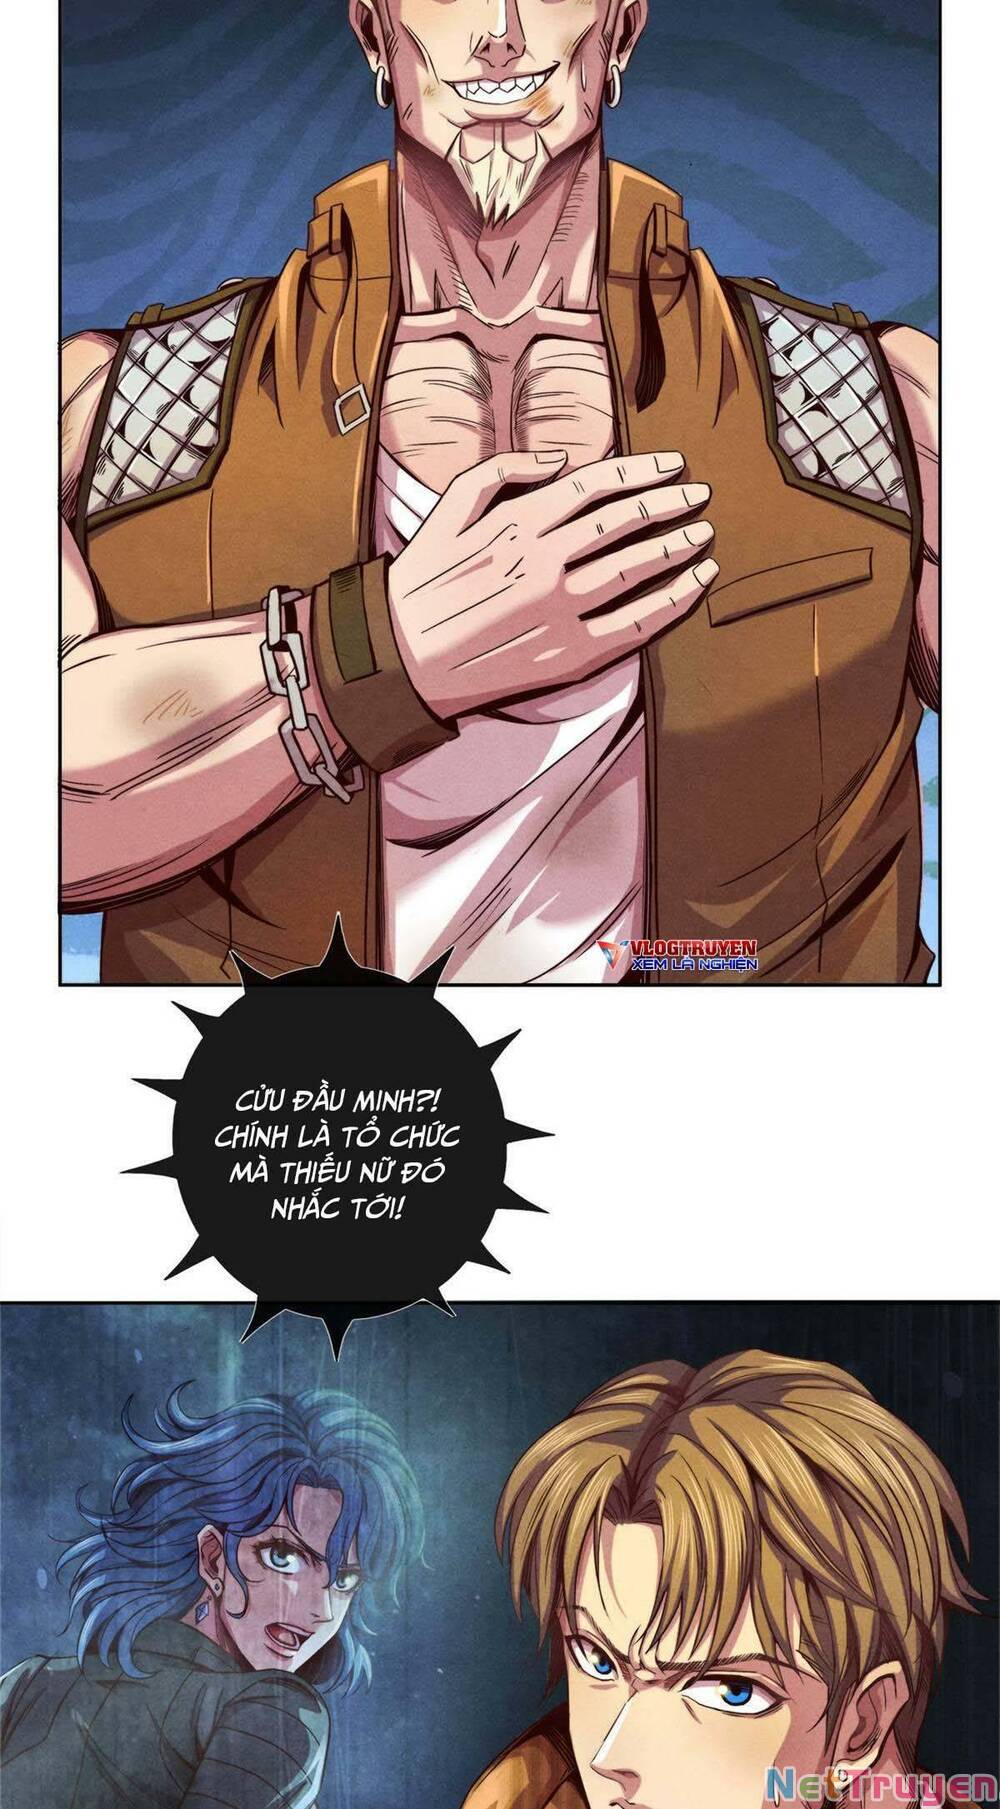 VLOGTRUYEN
XEM LÀ NGHIỆN
CỬU ĐẦU MINH?!
CHÍNH LÀ TỔ CHỨC
MÀ THIẾU NỮ ĐÓ
NHẮC TỚI!
NetTruyen